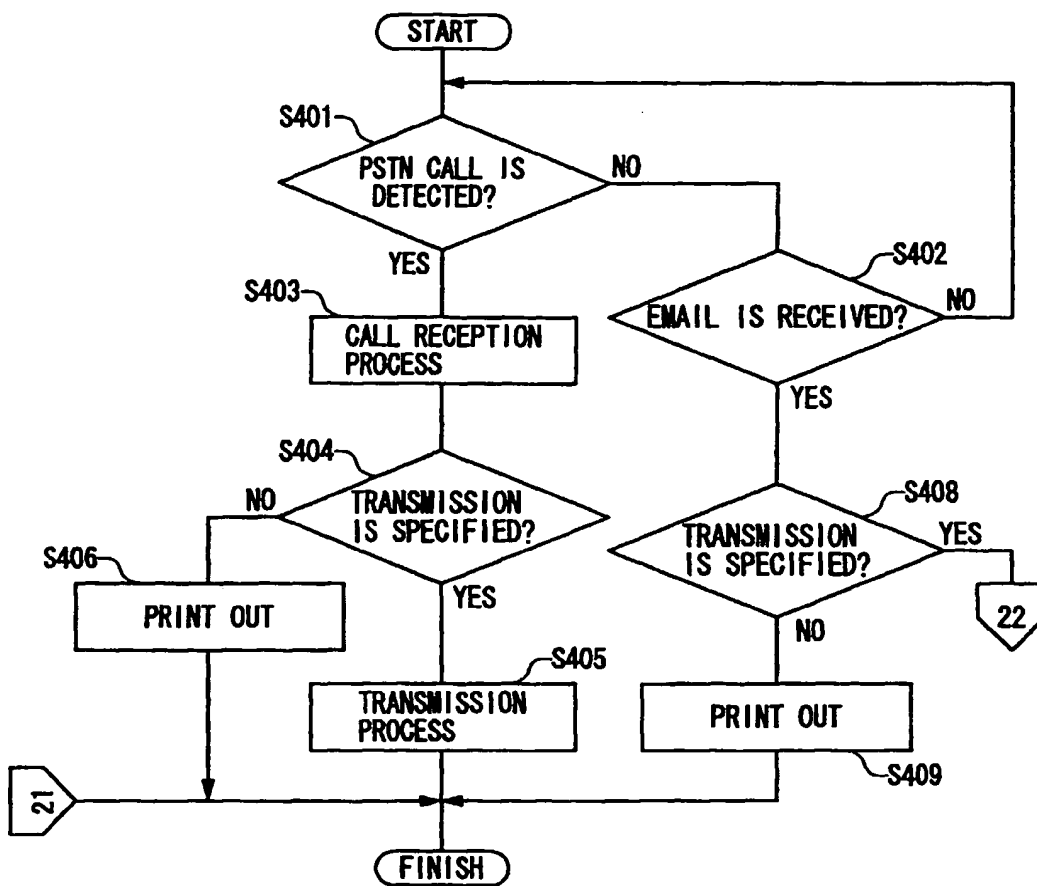 START
S401
PSTN CALL IS
DETECTED?
NO
YES
S402
EMAIL IS RECEIVED?
NO
YES
S403
CALL RECEPTION
PROCESS
S404
TRANSMISSION
IS SPECIFIED?
NO
YES
S408
TRANSMISSION
IS SPECIFIED?
YES
NO
22
S406
PRINT OUT
S405
TRANSMISSION
PROCESS
PRINT OUT
S409
21
FINISH